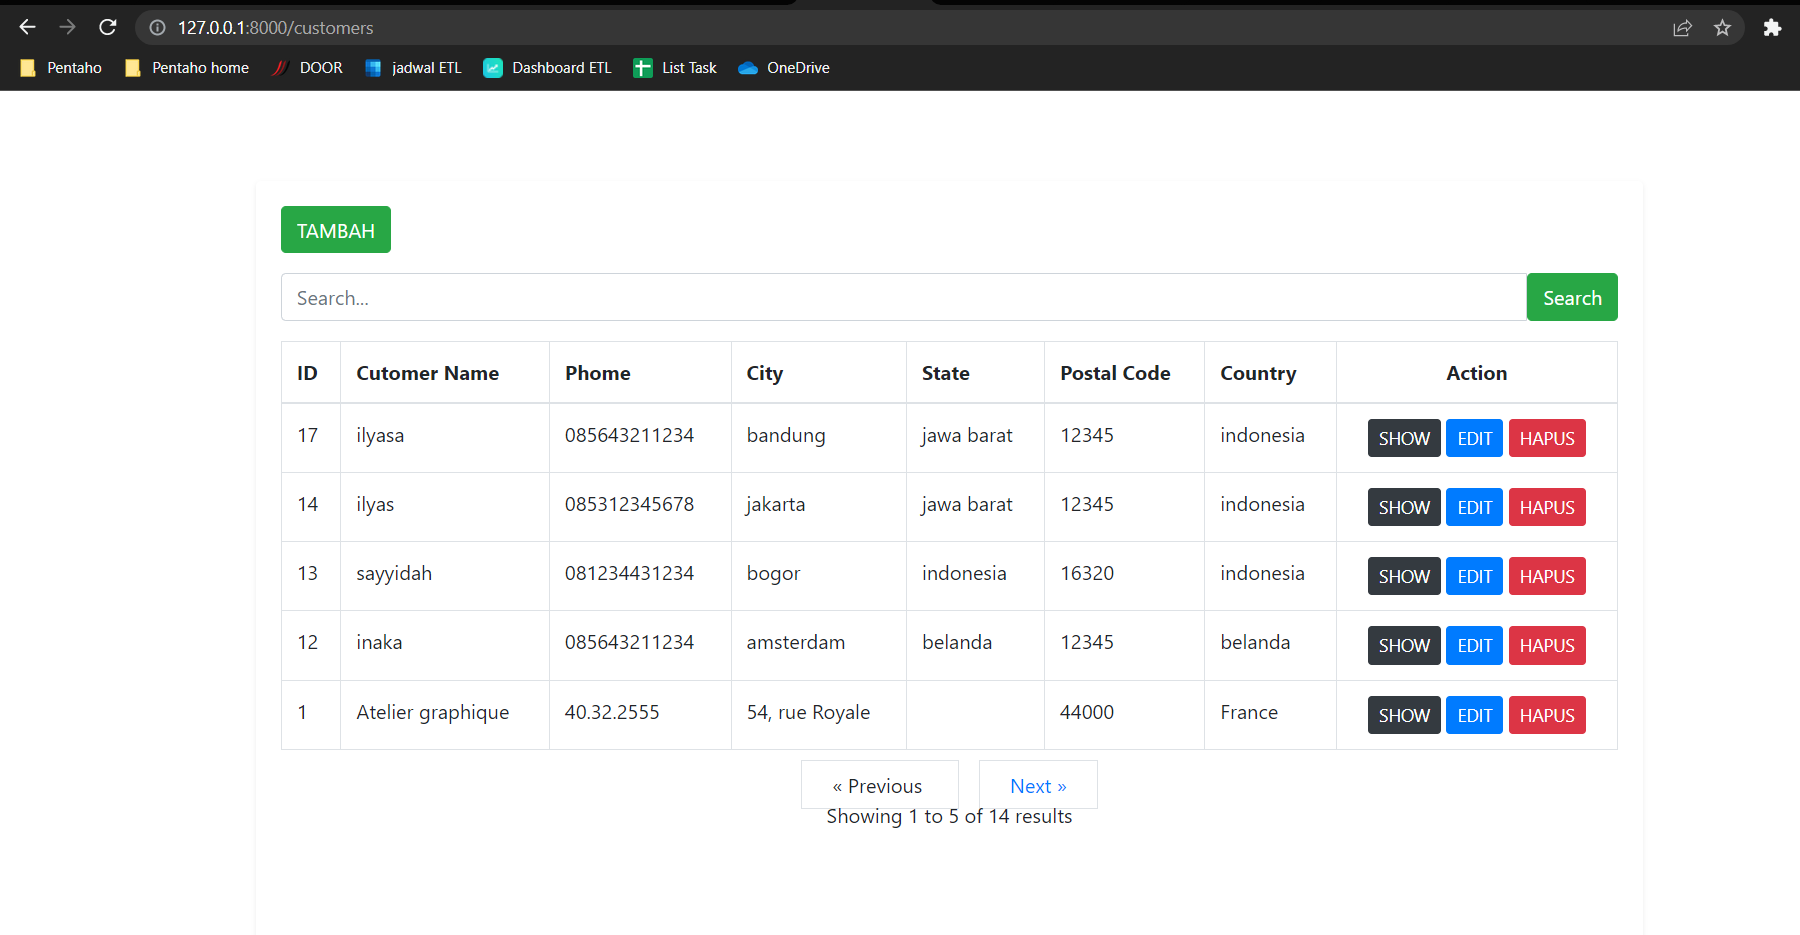 127.0.0.1:8000/customers
Pentaho Pentaho home DOOR jadwal ETL Dashboard ETL List Task OneDrive
TAMBAH
Search... Search
ID Cutomer Name Phome City State Postal Code Country Action
17 ilyasa 085643211234 bandung jawa barat 12345 indonesia SHOW EDIT HAPUS
14 ilyas 085312345678 jakarta jawa barat 12345 indonesia SHOW EDIT HAPUS
13 sayyidah 081234431234 bogor indonesia 16320 indonesia SHOW EDIT HAPUS
12 inaka 085643211234 amsterdam belanda 12345 belanda SHOW EDIT HAPUS
1 Atelier graphique 40.32.2555 54, rue Royale 44000 France SHOW EDIT HAPUS
« Previous Next »
Showing 1 to 5 of 14 results